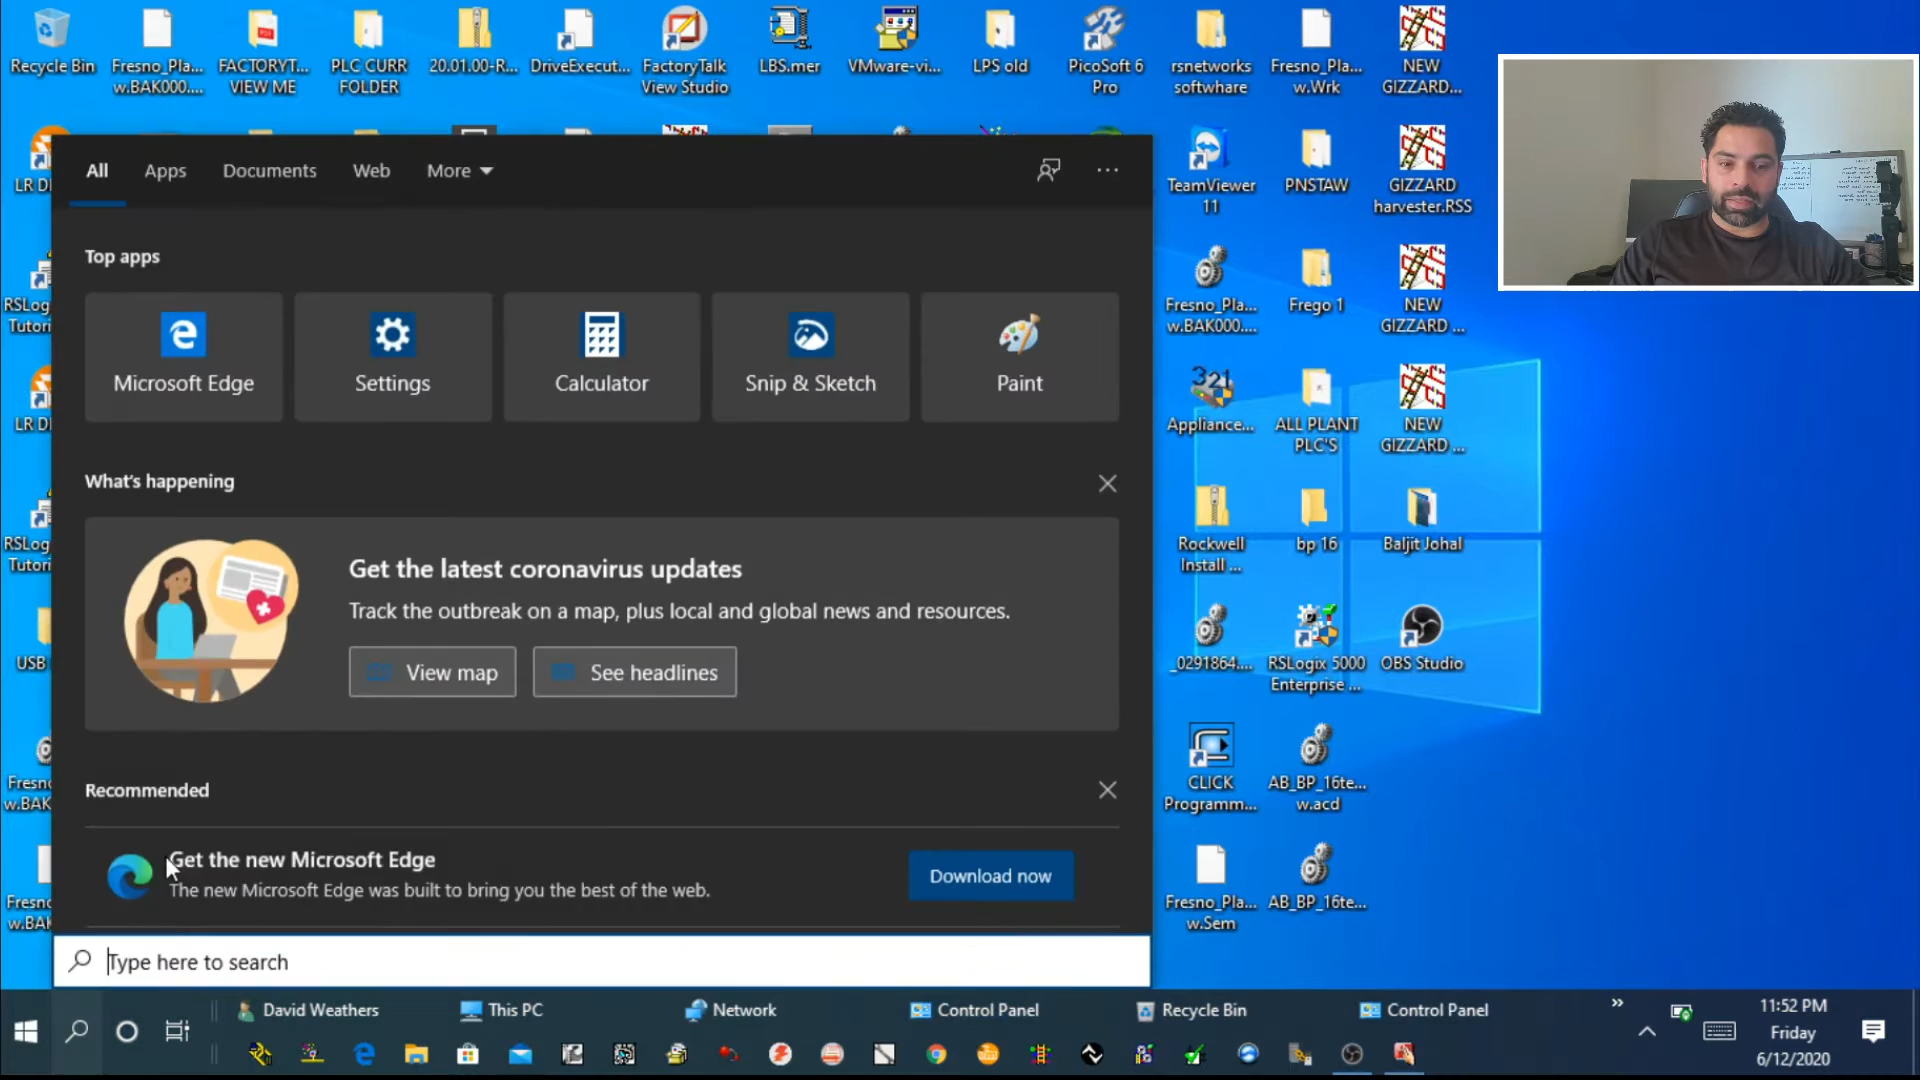 Recycle Bin
Fresno_Pla...
w.BAK000....
FACTORYT...
VIEW ME
PLC CURR
FOLDER
20.01.00-R...
DriveExecut...
FactoryTalk
View Studio
LBS.mer
VMware-vi...
LPS old
PicoSoft 6
Pro
rsnetworks
softwhare
Fresno_Pla...
w.Wrk
NEW
GIZZARD...
LR D
RSLog
Tutori
LR D
RSLog
Tutori
USB
Fresn
w.BAK
Fresn
w.BA
All
Apps
Documents
Web
More
Top apps
Microsoft Edge
Settings
Calculator
Snip & Sketch
Paint
What's happening
Get the latest coronavirus updates
Track the outbreak on a map, plus local and global news and resources.
View map
See headlines
Recommended
Get the new Microsoft Edge
The new Microsoft Edge was built to bring you the best of the web.
Download now
Type here to search
TeamViewer
11
PNSTAW
GIZZARD
harvester.RSS
Fresno_Pla...
w.BAK000....
Frego 1
NEW
GIZZARD ...
321
Appliance...
ALL PLANT
PLC'S
NEW
GIZZARD ...
Rockwell
Install ...
bp 16
Baljit Johal
_0291864....
RSLogix 5000
Enterprise ...
OBS Studio
CLICK
Programm...
AB_BP_16te...
w.acd
Fresno_Pla...
w.Sem
AB_BP_16te...
David Weathers
This PC
Network
Control Panel
Recycle Bin
Control Panel
11:52 PM
Friday
6/12/2020